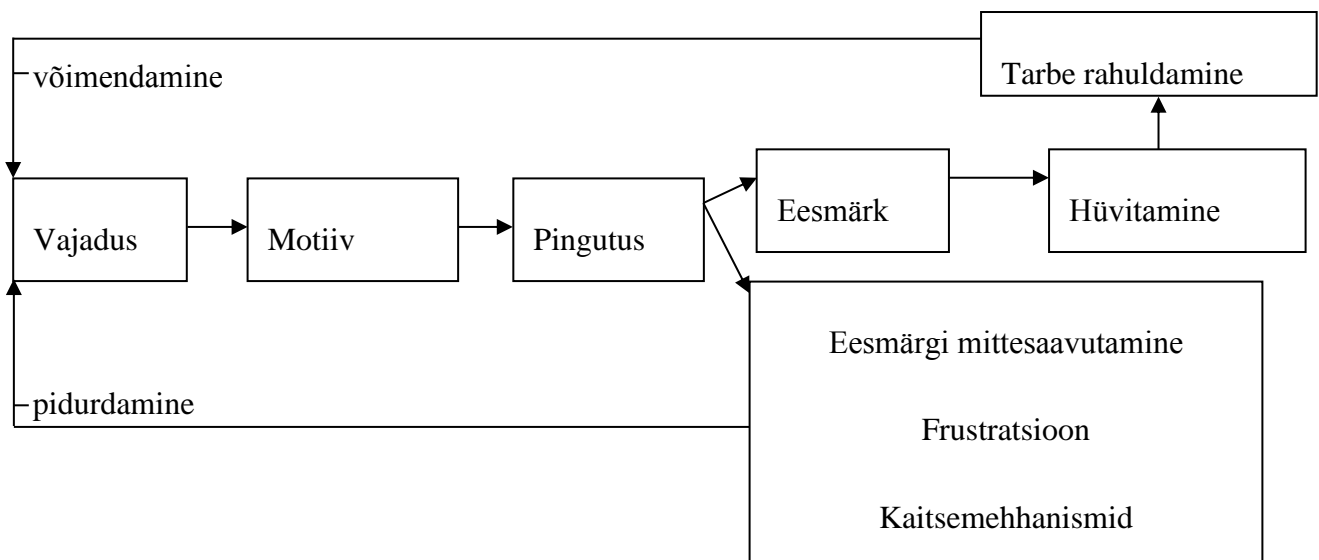 Tarbe rahuldamine
võimendamine
Vajadus
Motiiv
Pingutus
Eesmärk
Hüvitamine
Eesmärgi mittesaavutamine
pidurdamine
Frustratsioon
Kaitsemehhanismid